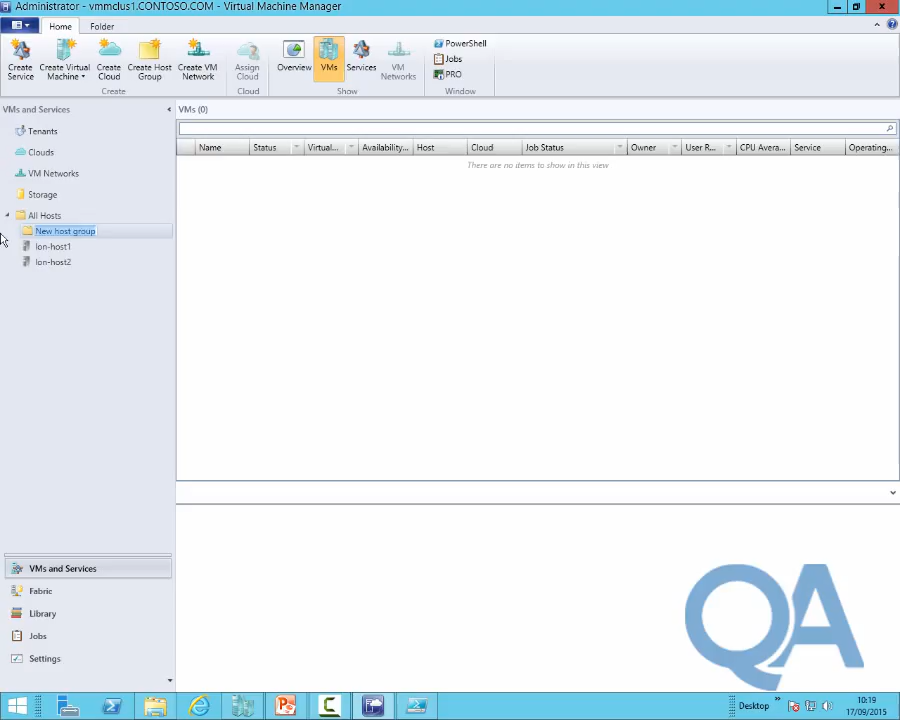 Administrator - vmmclus1.CONTOSO.COM - Virtual Machine Manager
Home Folder
Create Service
Create Virtual Machine
Create Cloud
Create Host Group
Create VM Network
Assign Cloud
Overview
VMs
Services
VM Networks
PowerShell
Jobs
PRO
Create
Cloud
Show
Window
VMs and Services
Tenants
Clouds
VM Networks
Storage
All Hosts
New host group
lon-host1
lon-host2
VMs (0)
Name Status Virtual... Availability... Host Cloud Job Status Owner User R... CPU Avera... Service Operating...
There are no items to show in this view
VMs and Services
Fabric
Library
Jobs
Settings
QA
Desktop
10:19
17/09/2015